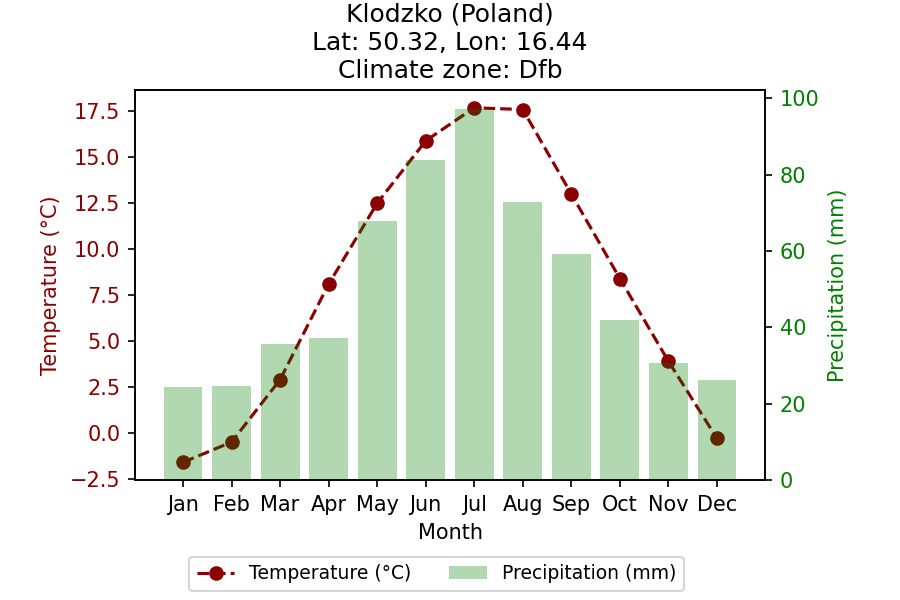 Klodzko (Poland)
Lat: 50.32, Lon: 16.44
Climate zone: Dfb
17.5
15.0
12.5
10.0
7.5
5.0
2.5
0.0
−2.5
Temperature (°C)
100
80
60
40
20
0
Precipitation (mm)
Jan Feb Mar Apr May Jun Jul Aug Sep Oct Nov Dec
Month
Temperature (°C) Precipitation (mm)